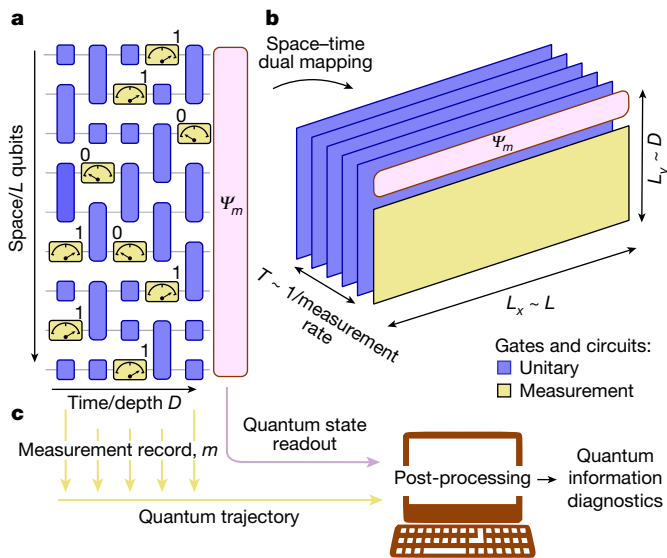 a
1
1
0
0
1
0
1
1
1
Space/L qubits
Ψm
Time/depth D
b
Space–time
dual mapping
Ψm
Ly ~ D
Lx ~ L
T ~ 1/measurement
rate
Gates and circuits:
Unitary
Measurement
c
Measurement record, m
Quantum trajectory
Quantum state
readout
Post-processing
Quantum
information
diagnostics